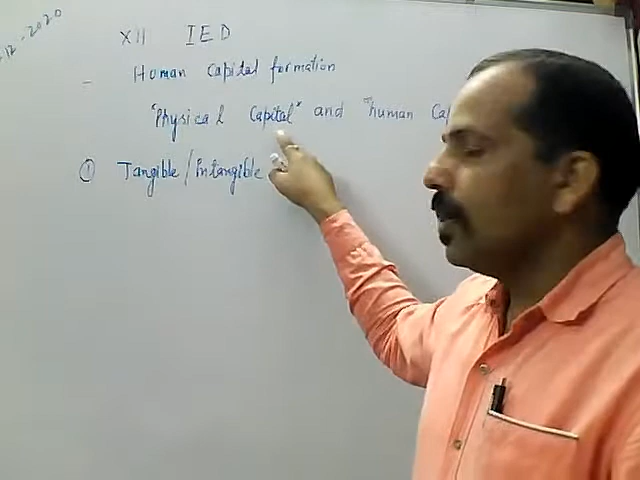 -12-2020
XII IED
- Human Capital formation
"Physical Capital" and "human Cap
① Tangible/Intangible